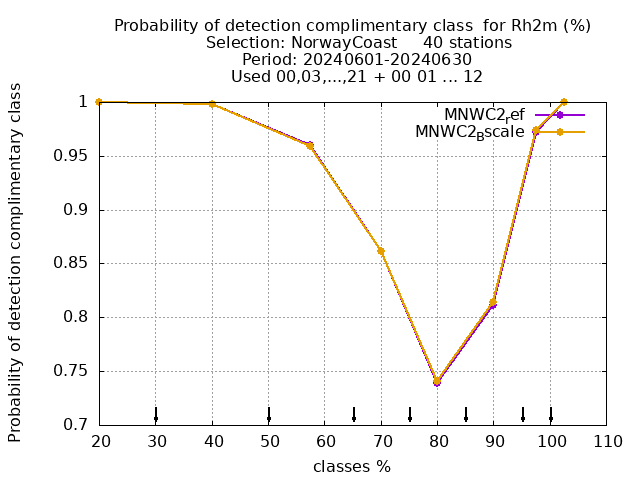 Probability of detection complimentary class  for Rh2m (%)
Selection: NorwayCoast     40 stations
Period: 20240601-20240630
Used 00,03,...,21 + 00 01 ... 12
MNWC2_ref
MNWC2_Bscale
Probability of detection complimentary class
1
0.95
0.9
0.85
0.8
0.75
0.7
20 30 40 50 60 70 80 90 100 110
classes %